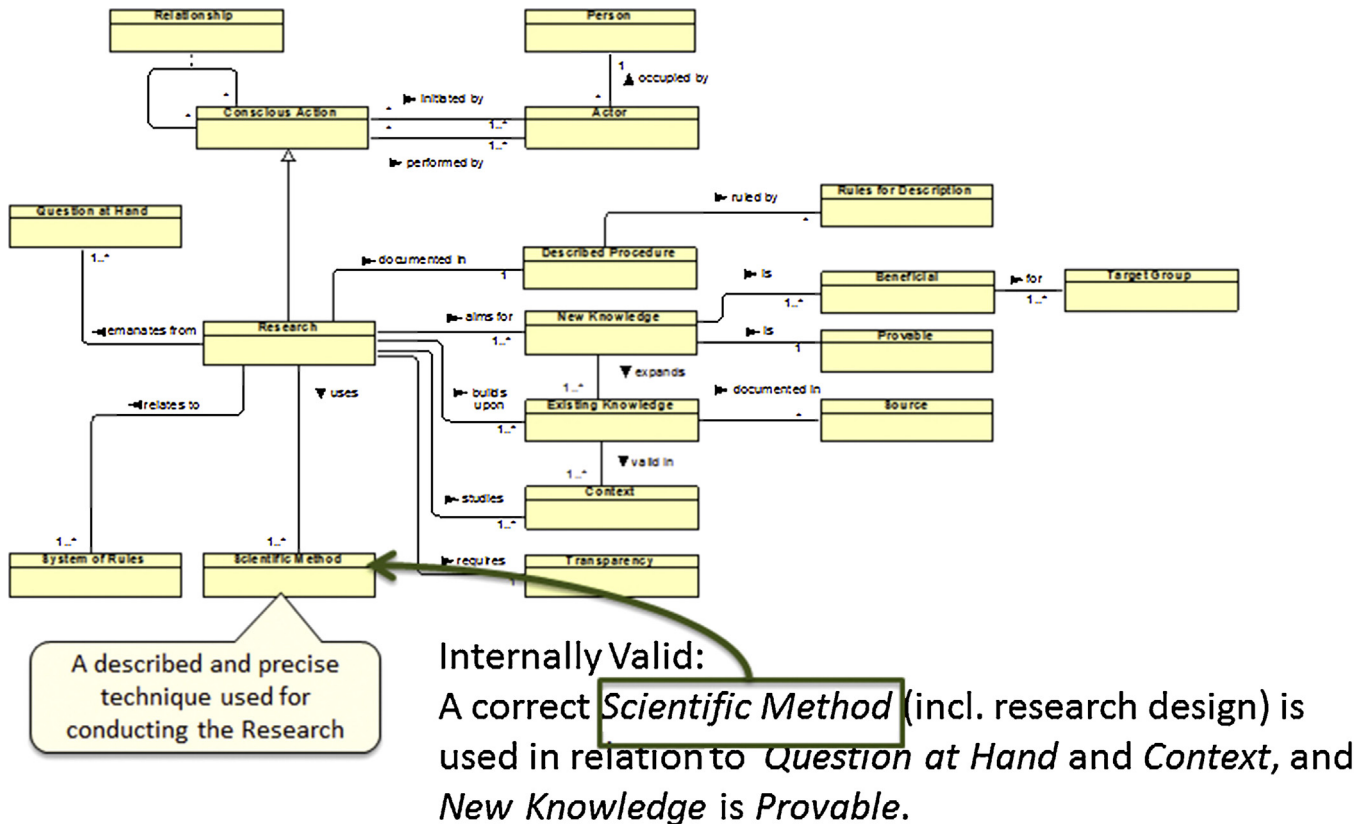 Relationship
Person
1
occupied by
*
*
*
Conscious Action
*
initiated by
1..*
Actor
*
1..*
performed by
Question at Hand
1..*
ruled by
Rules for Description
*
documented in
1
Described Procedure
is
1..*
Beneficial
for
1..*
Target Group
emanates from
Research
aims for
1..*
New Knowledge
is
1
Provable
expands
1..*
uses
builds
upon
1..*
Existing Knowledge
documented in
*
Source
relates to
valid in
1..*
studies
1..*
Context
1..*
System of Rules
1..*
Scientific Method
requires
1
Transparency
A described and precise
technique used for
conducting the Research
Internally Valid:
A correct Scientific Method (incl. research design) is
used in relation to Question at Hand and Context, and
New Knowledge is Provable.